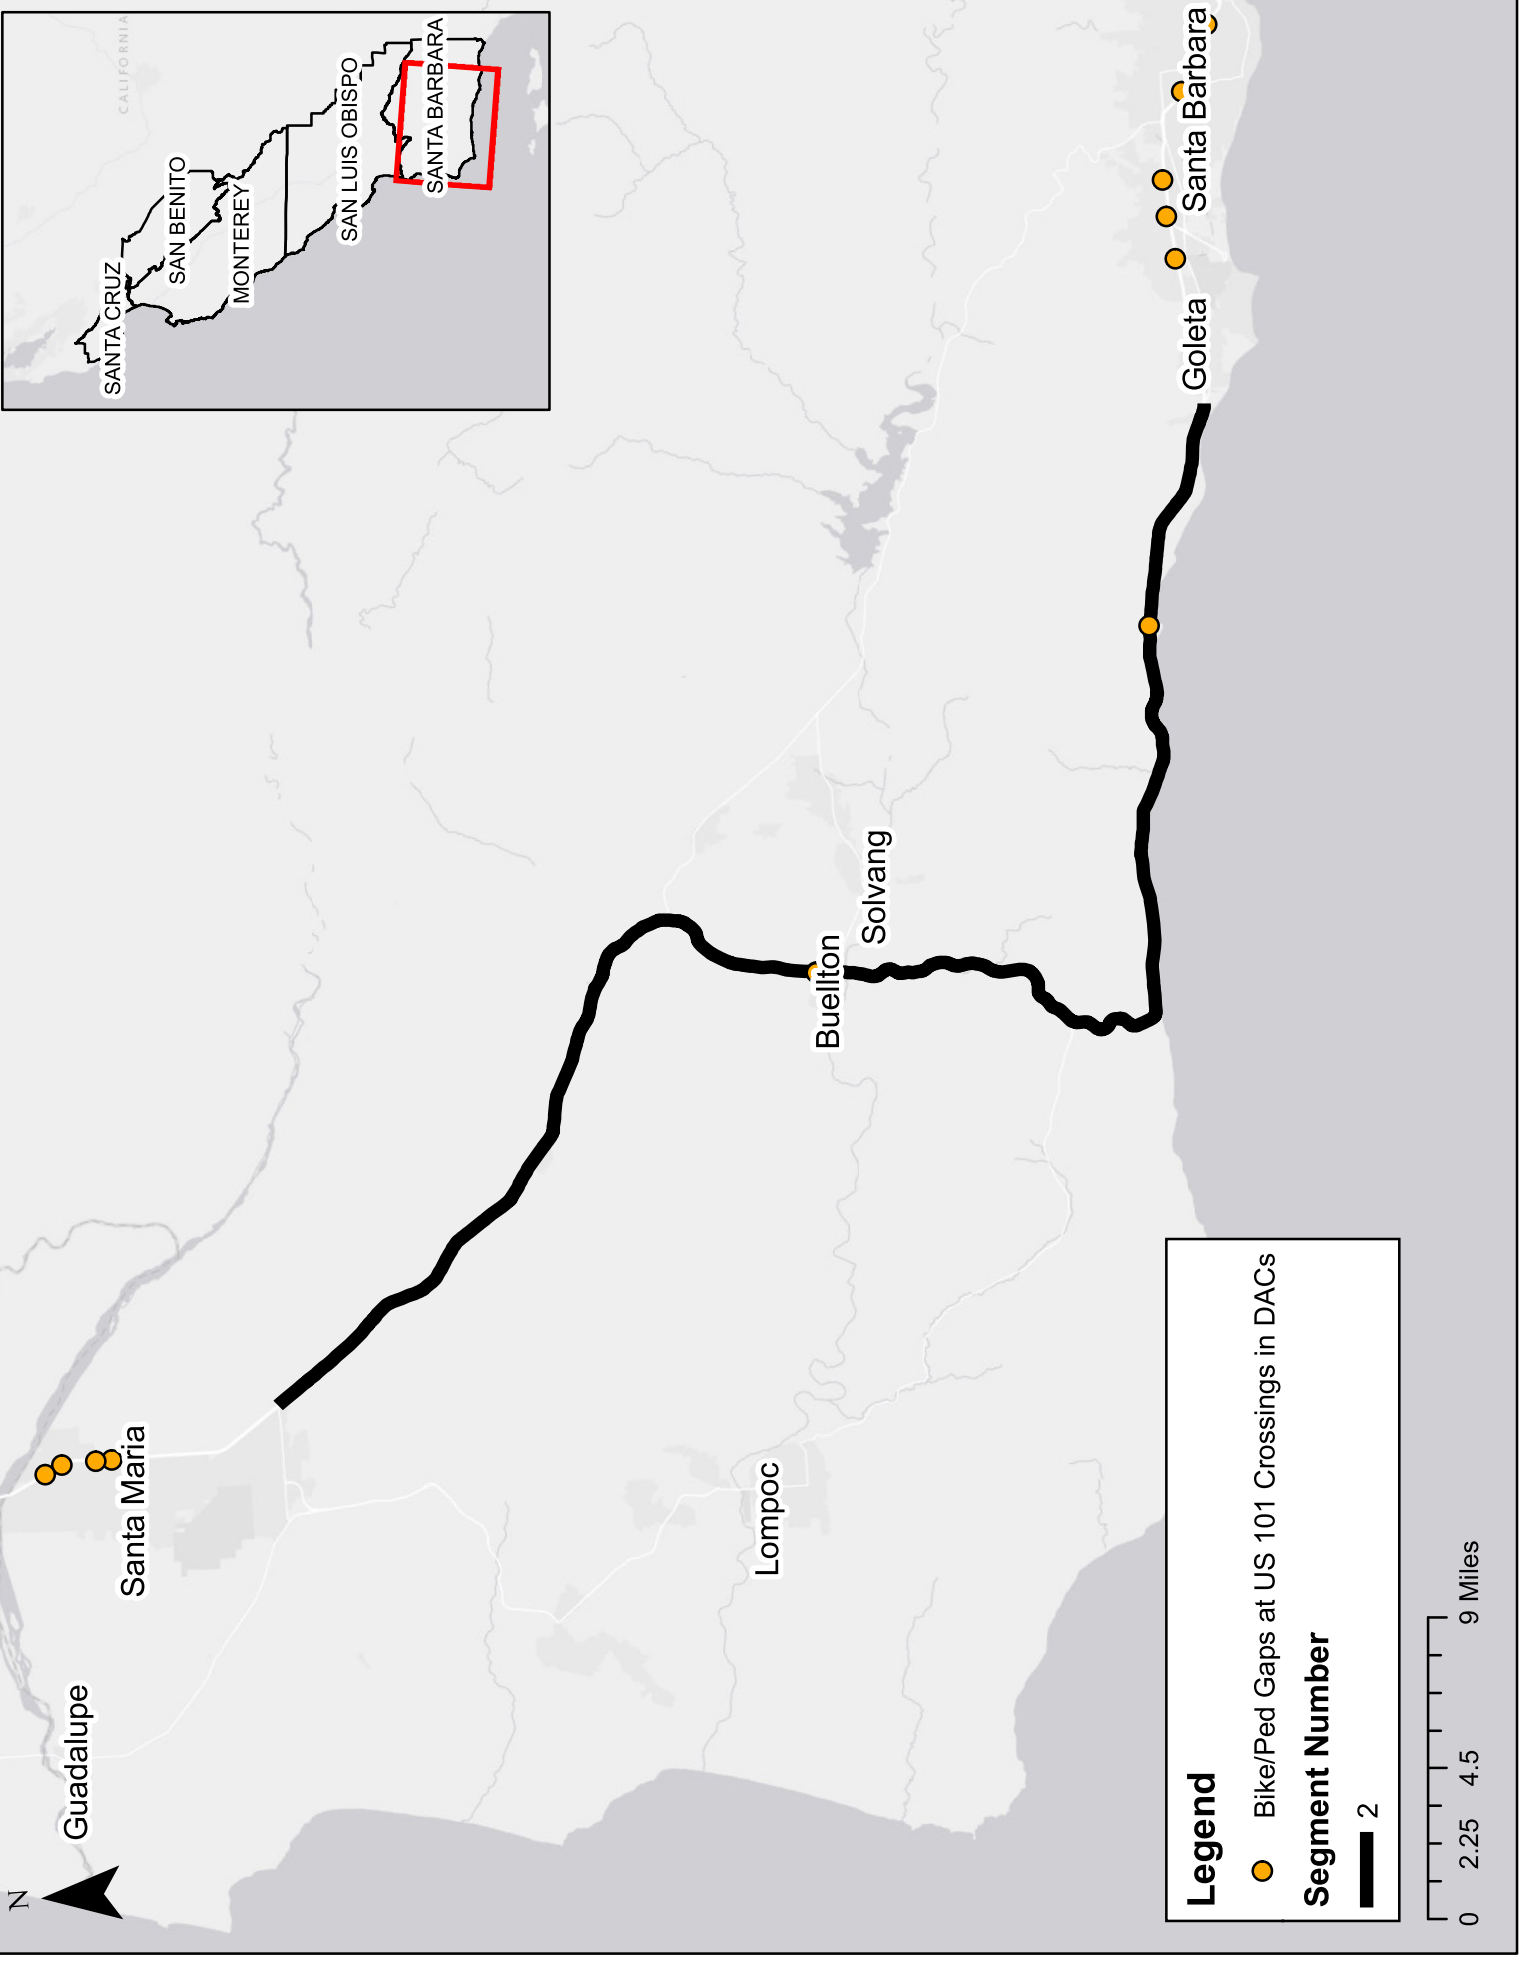 CALIFORNIA
SANTA CRUZ
SAN BENITO
MONTEREY
SAN LUIS OBISPO
SANTA BARBARA
N
Guadalupe
Santa Maria
Lompoc
Buellton
Solvang
Goleta
Santa Barbara
Legend
Bike/Ped Gaps at US 101 Crossings in DACs
Segment Number
2
0 2.25 4.5 9 Miles